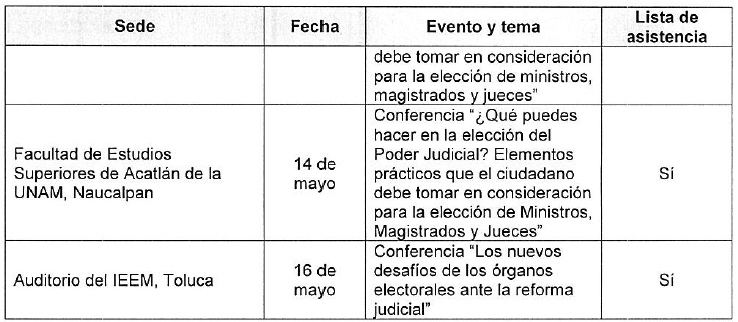 Sede Fecha Evento y tema Lista de asistencia
debe tomar en consideración
para la elección de ministros,
magistrados y jueces”
Facultad de Estudios
Superiores de Acatlán de la
UNAM, Naucalpan
14 de
mayo
Conferencia “¿Qué puedes
hacer en la elección del
Poder Judicial? Elementos
prácticos que el ciudadano
debe tomar en consideración
para la elección de Ministros,
Magistrados y Jueces”
Sí
Auditorio del IEEM, Toluca
16 de
mayo
Conferencia “Los nuevos
desafíos de los órganos
electorales ante la reforma
judicial”
Sí